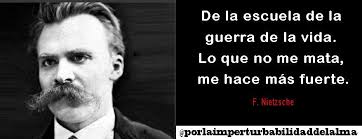 De la escuela de la
guerra de la vida.
Lo que no me mata,
me hace más fuerte.
F. Nietzsche
@porlaimperturbabilidaddelalma